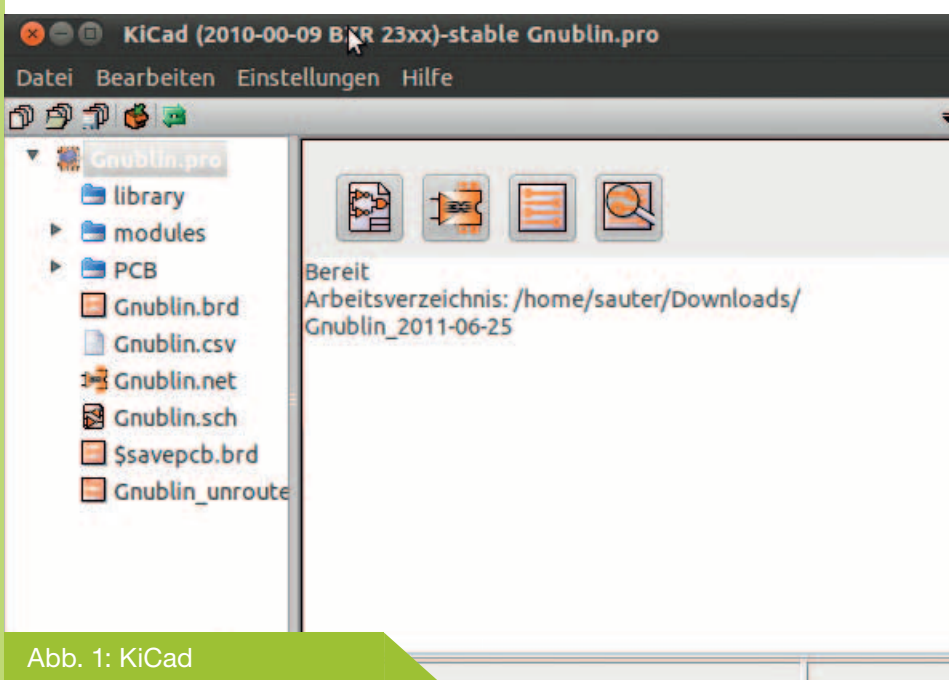 KiCad (2010-00-09 BZR 23xx)-stable Gnublin.pro
Datei Bearbeiten Einstellungen Hilfe
Gnublin.pro
library
modules
PCB
Gnublin.brd
Gnublin.csv
Gnublin.net
Gnublin.sch
$savepcb.brd
Gnublin_unroute
Bereit
Arbeitsverzeichnis: /home/sauter/Downloads/
Gnublin_2011-06-25
Abb. 1: KiCad